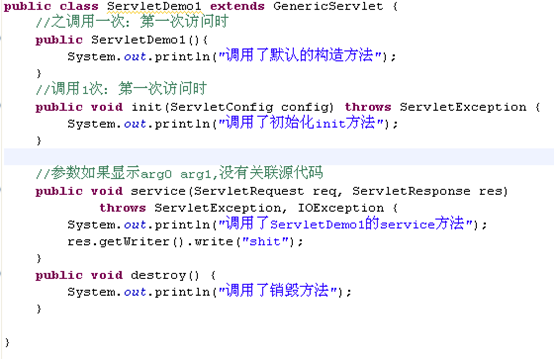 public class ServletDemo1 extends GenericServlet {
//之调用一次：第一次访问时
public ServletDemo1(){
System.out.println("调用了默认的构造方法");
}
//调用1次：第一次访问时
public void init(ServletConfig config) throws ServletException {
System.out.println("调用了初始化init方法");
}
//参数如果显示arg0 arg1,没有关联源代码
public void service(ServletRequest req, ServletResponse res)
throws ServletException, IOException {
System.out.println("调用了ServletDemo1的service方法");
res.getWriter().write("shit");
}
public void destroy() {
System.out.println("调用了销毁方法");
}
}